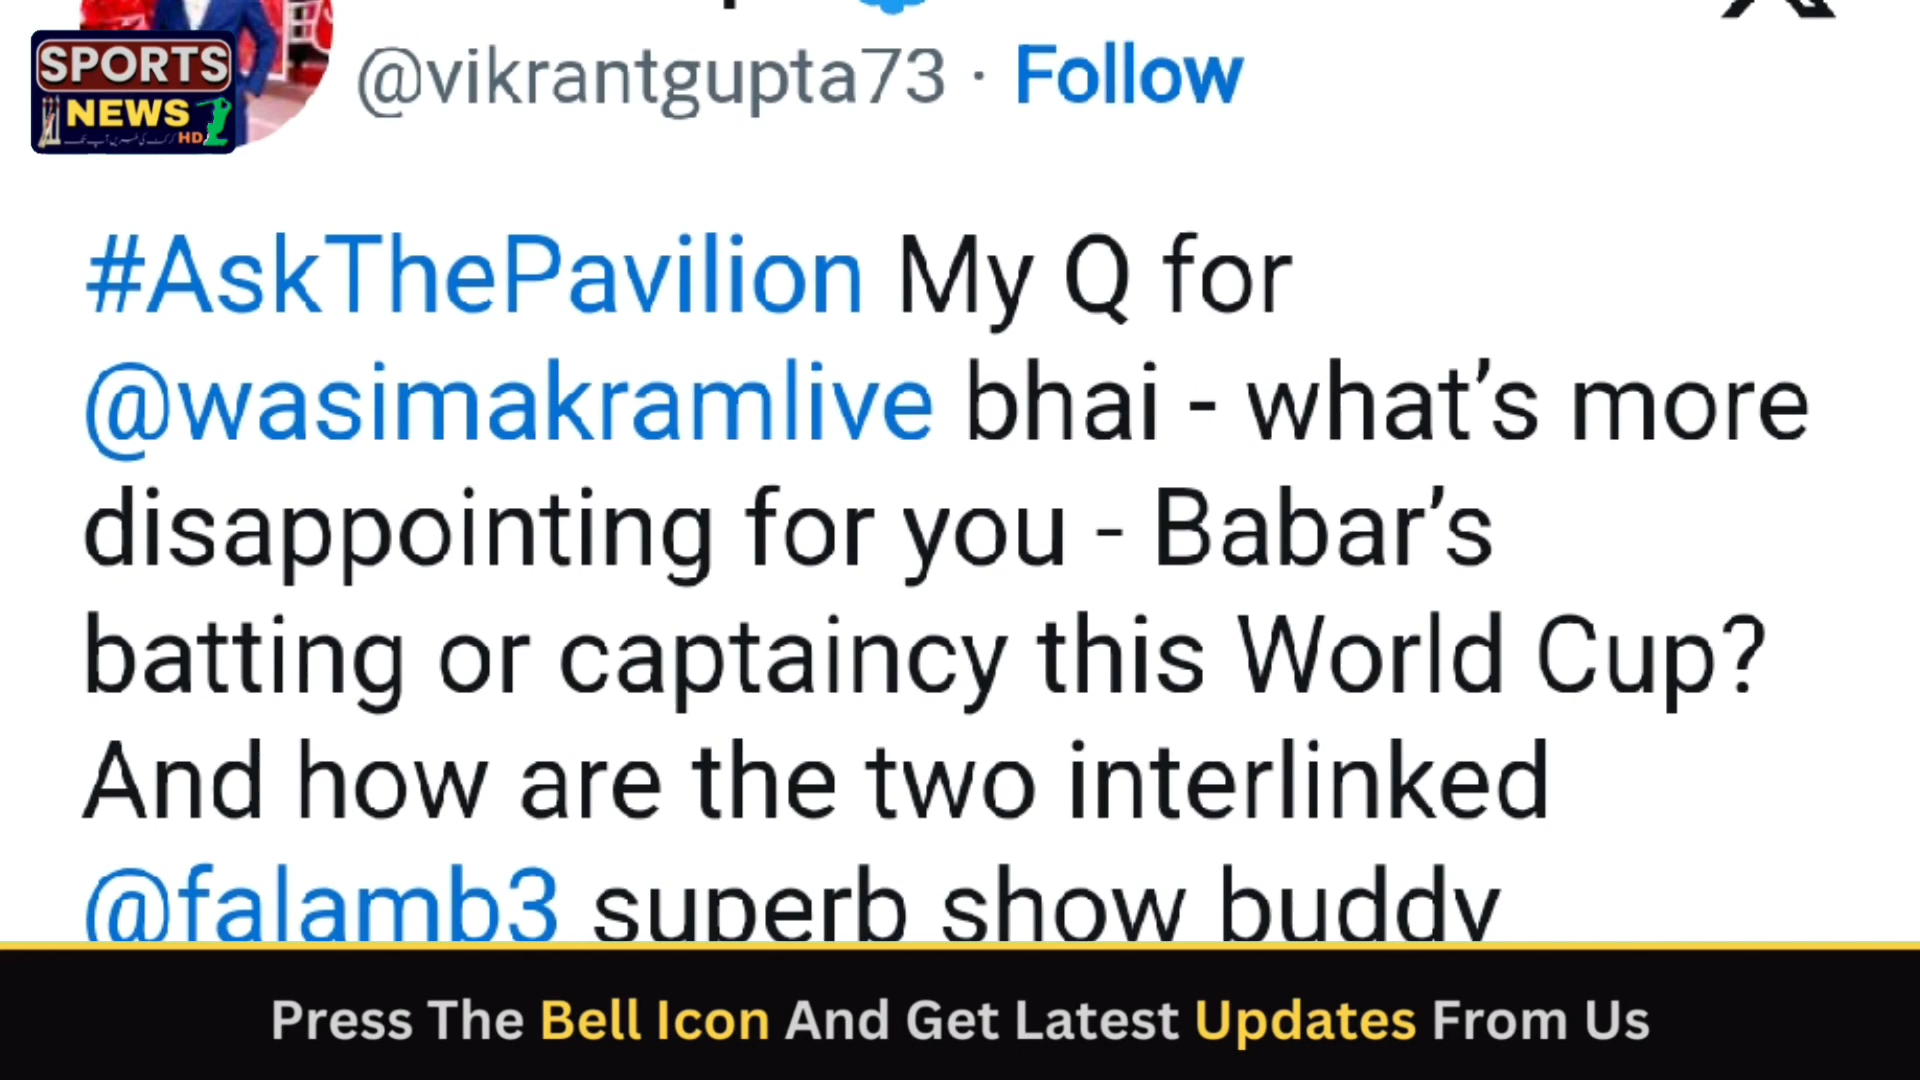 SPORTS
NEWS
HD
@vikrantgupta73 · Follow
#AskThePavilion My Q for
@wasimakramlive bhai - what’s more
disappointing for you - Babar’s
batting or captaincy this World Cup?
And how are the two interlinked
@falamb3 superb show buddy
Press The Bell Icon And Get Latest Updates From Us